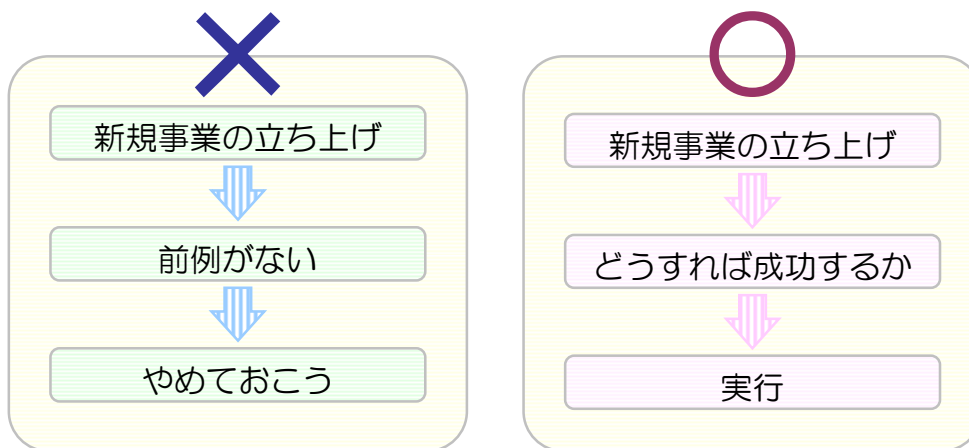 新規事業の立ち上げ
前例がない
やめておこう
新規事業の立ち上げ
どうすれば成功するか
実行